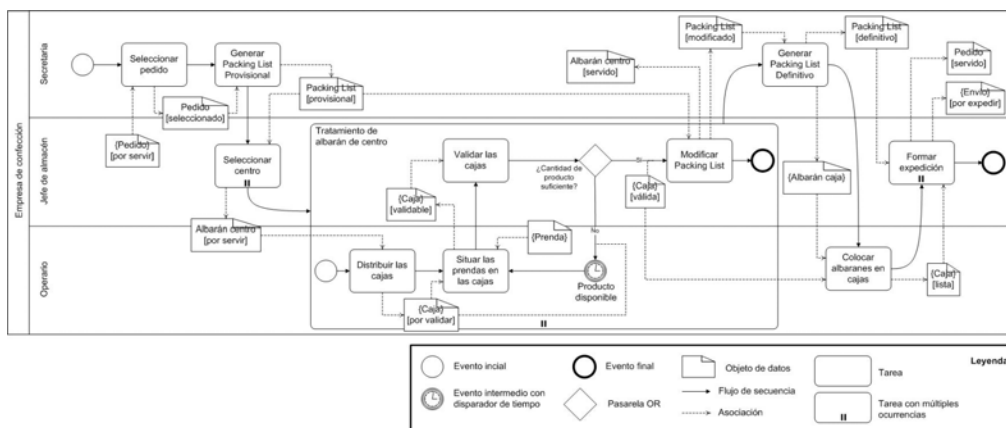 Empresa de confección
Secretaria
Jefe de almacén
Operario
Seleccionar
pedido
Generar
Packing List
Provisional
Packing List
[provisional]
Pedido
[seleccionado]
{Pedido}
[por servir]
Albarán centro
[servido]
Packing List
[modificado]
Generar
Packing List
Definitivo
Packing List
[definitivo]
Pedido
[servido]
{Envío}
[por expedir]
Seleccionar
centro
Albarán centro
[por servir]
Tratamiento de
albarán de centro
Validar las
cajas
{Caja}
[validable]
¿Cantidad de
producto
suficiente?
Sí
{Caja}
[válida]
Modificar
Packing List
No
{Prenda}
Distribuir las
cajas
Situar las
prendas en
las cajas
Producto
disponible
{Caja}
[por validar]
{Albarán caja}
Formar
expedición
Colocar
albaranes en
cajas
{Caja}
[lista]
Leyenda
Evento incial
Evento intermedio con
disparador de tiempo
Evento final
Pasarela OR
Objeto de datos
Flujo de secuencia
Asociación
Tarea
Tarea con múltiples
ocurrencias